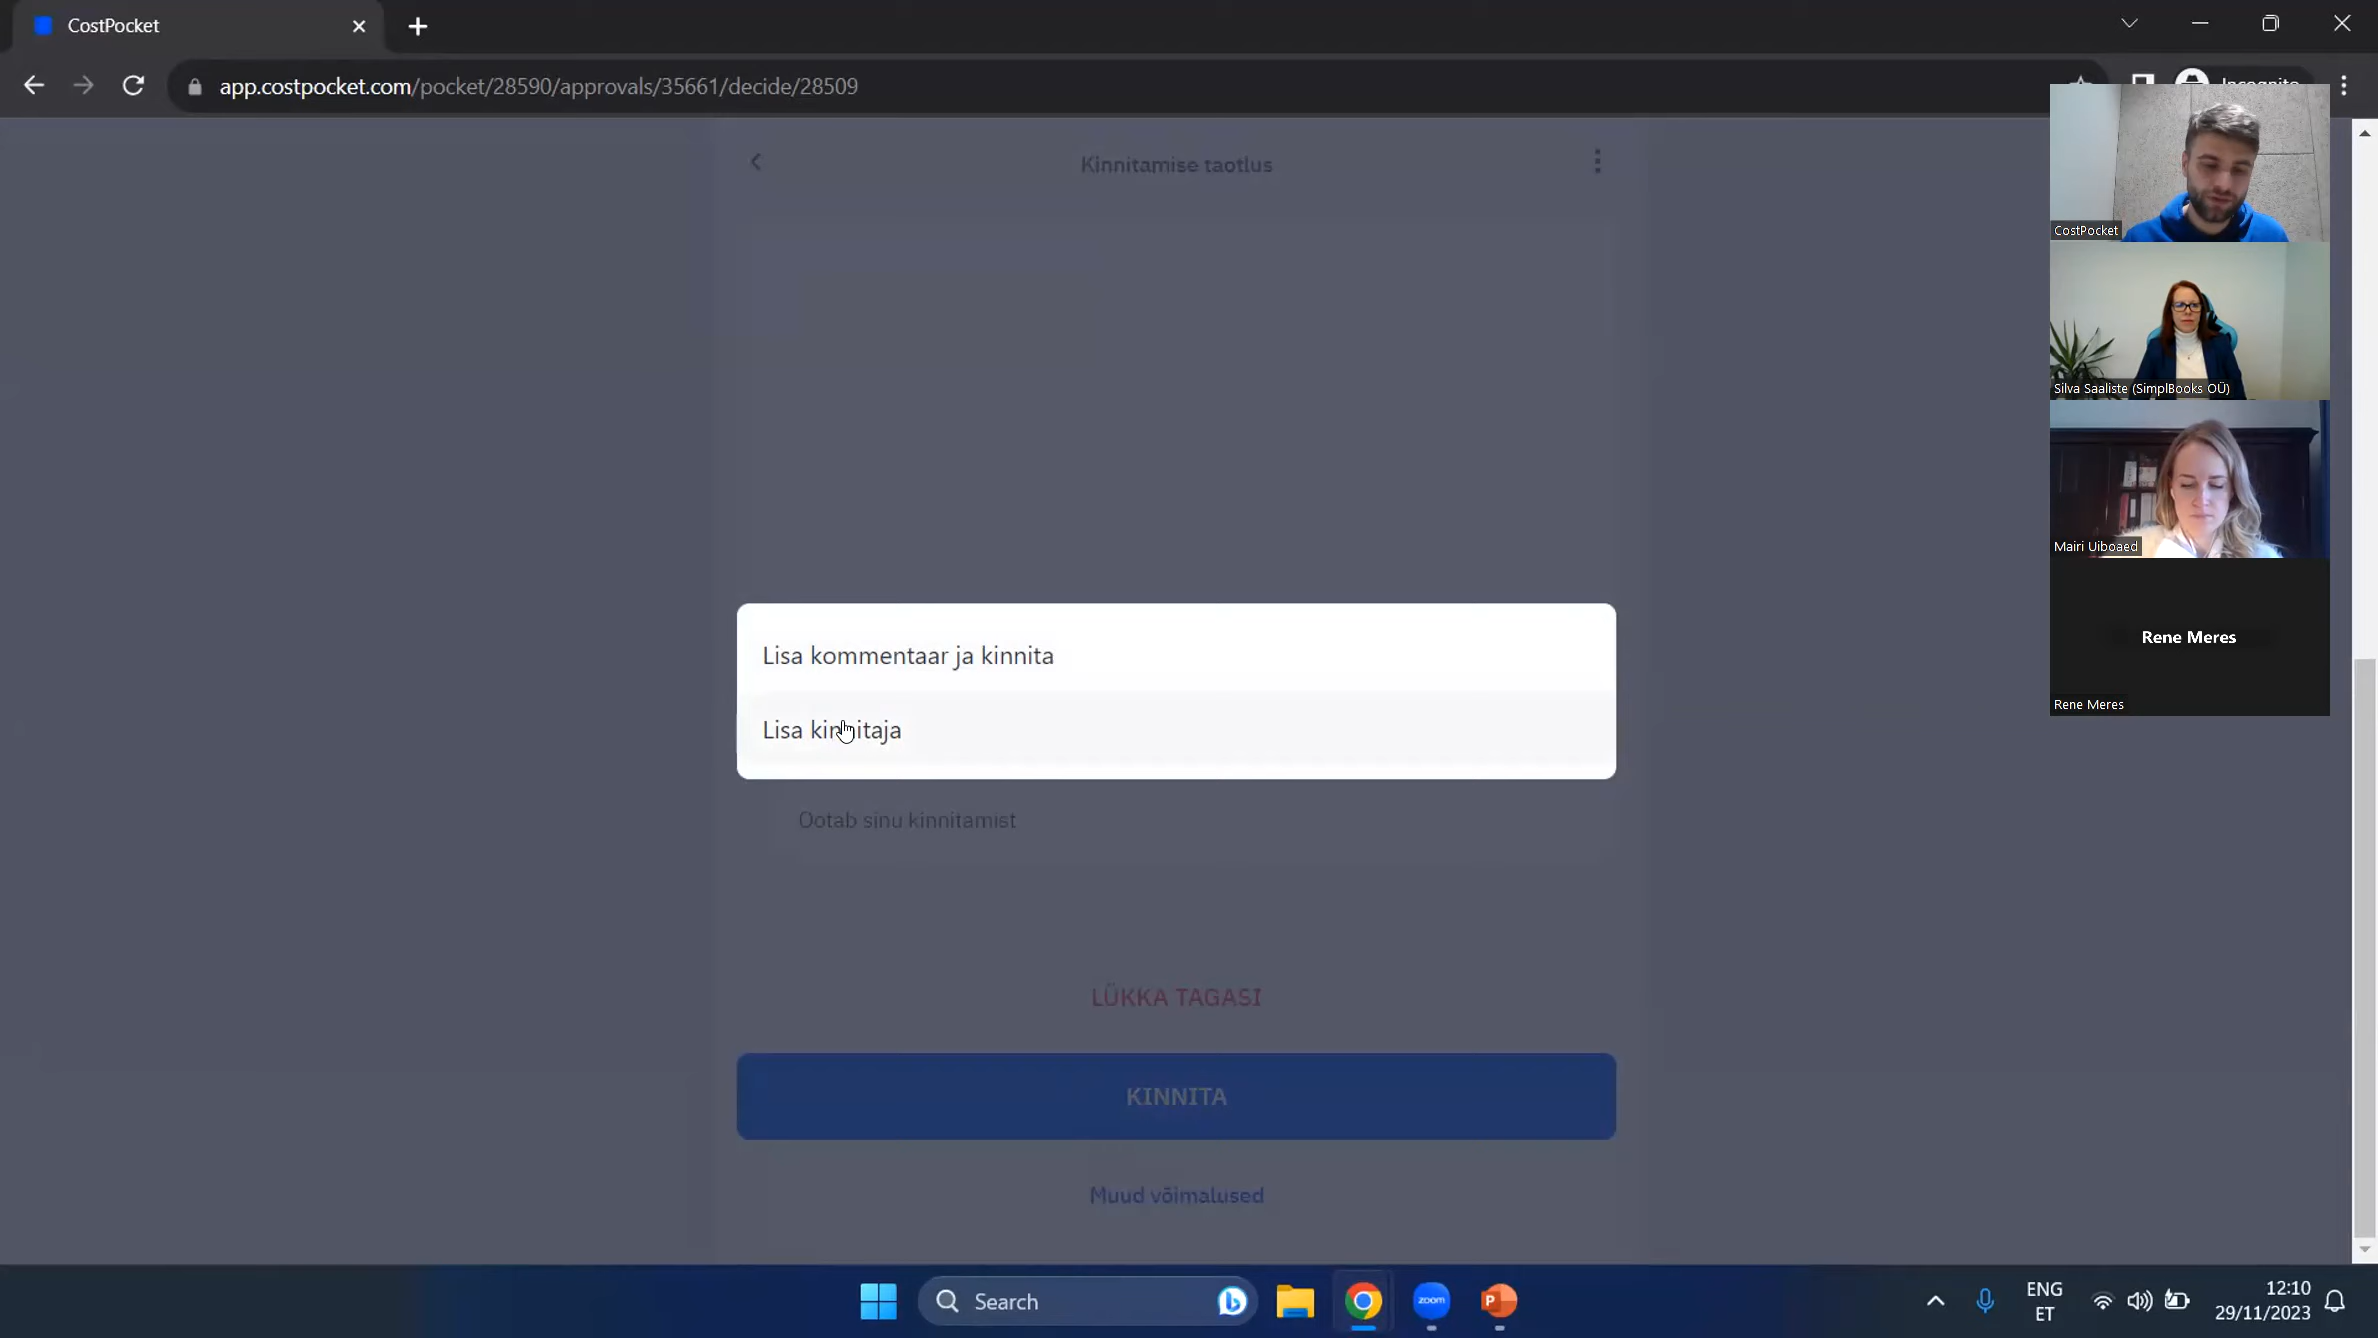 CostPocket
app.costpocket.com/pocket/28590/approvals/35661/decide/28509
Incognito
Kinnitamise taotlus
CostPocket
Silva Saaliste (SimplBooks OÜ)
Mairi Uiboaed
Rene Meres
Rene Meres
Lisa kommentaar ja kinnita
Lisa kinnitaja
Ootab sinu kinnitamist
LÜKKA TAGASI
KINNITA
Muud võimalused
Search
zoom
ENG
ET
12:10
29/11/2023